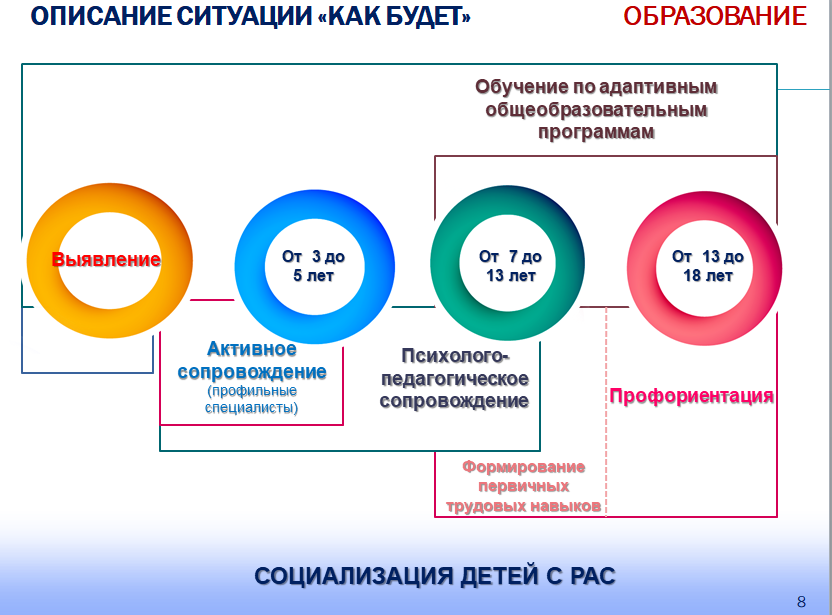 ОПИСАНИЕ СИТУАЦИИ «КАК БУДЕТ»
ОБРАЗОВАНИЕ
Обучение по адаптивным
общеобразовательным
программам
Выявление
От 3 до
5 лет
От 7 до
13 лет
От 13 до
18 лет
Активное
сопровождение
(профильные
специалисты)
Психолого-
педагогическое
сопровождение
Профориентация
Формирование
первичных
трудовых навыков
СОЦИАЛИЗАЦИЯ ДЕТЕЙ С РАС
8